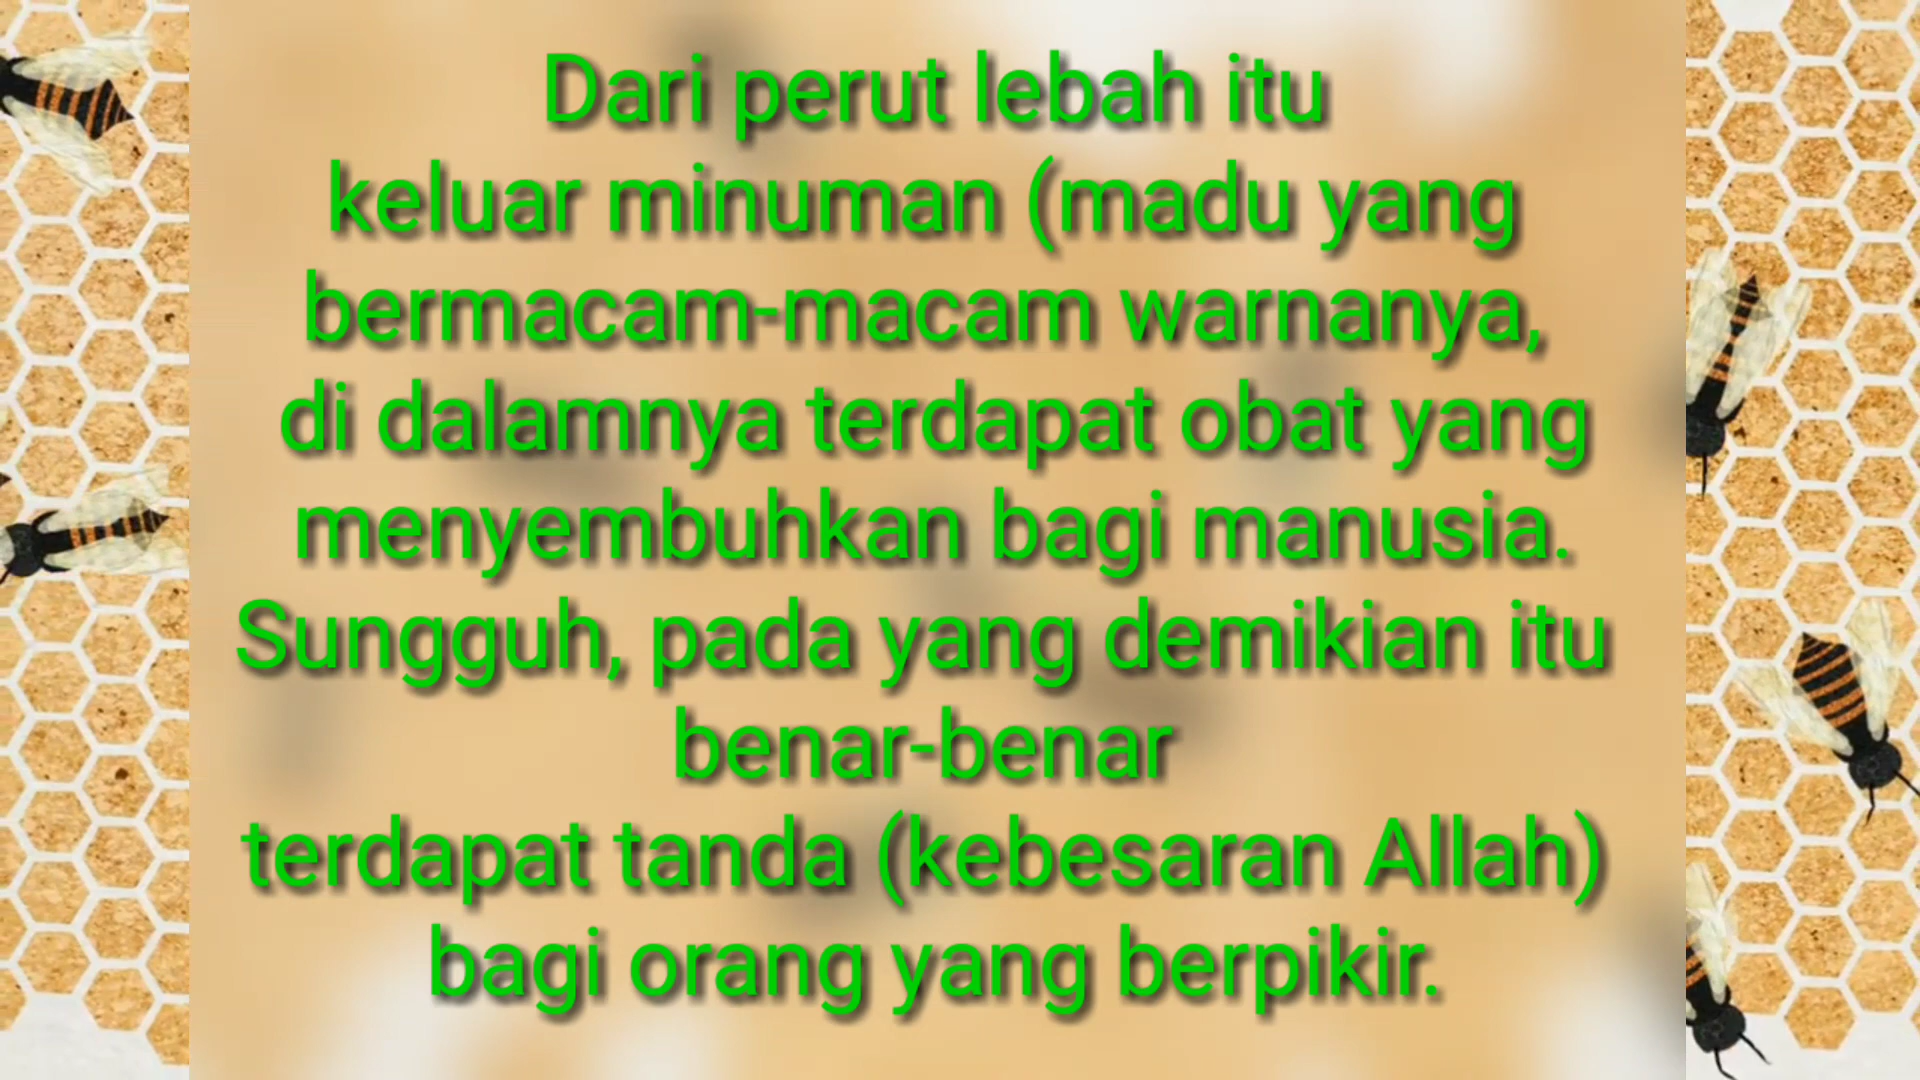 Dari perut lebah itu
keluar minuman (madu yang
bermacam-macam warnanya,
di dalamnya terdapat obat yang
menyembuhkan bagi manusia.
Sungguh, pada yang demikian itu
benar-benar
terdapat tanda (kebesaran Allah)
bagi orang yang berpikir.